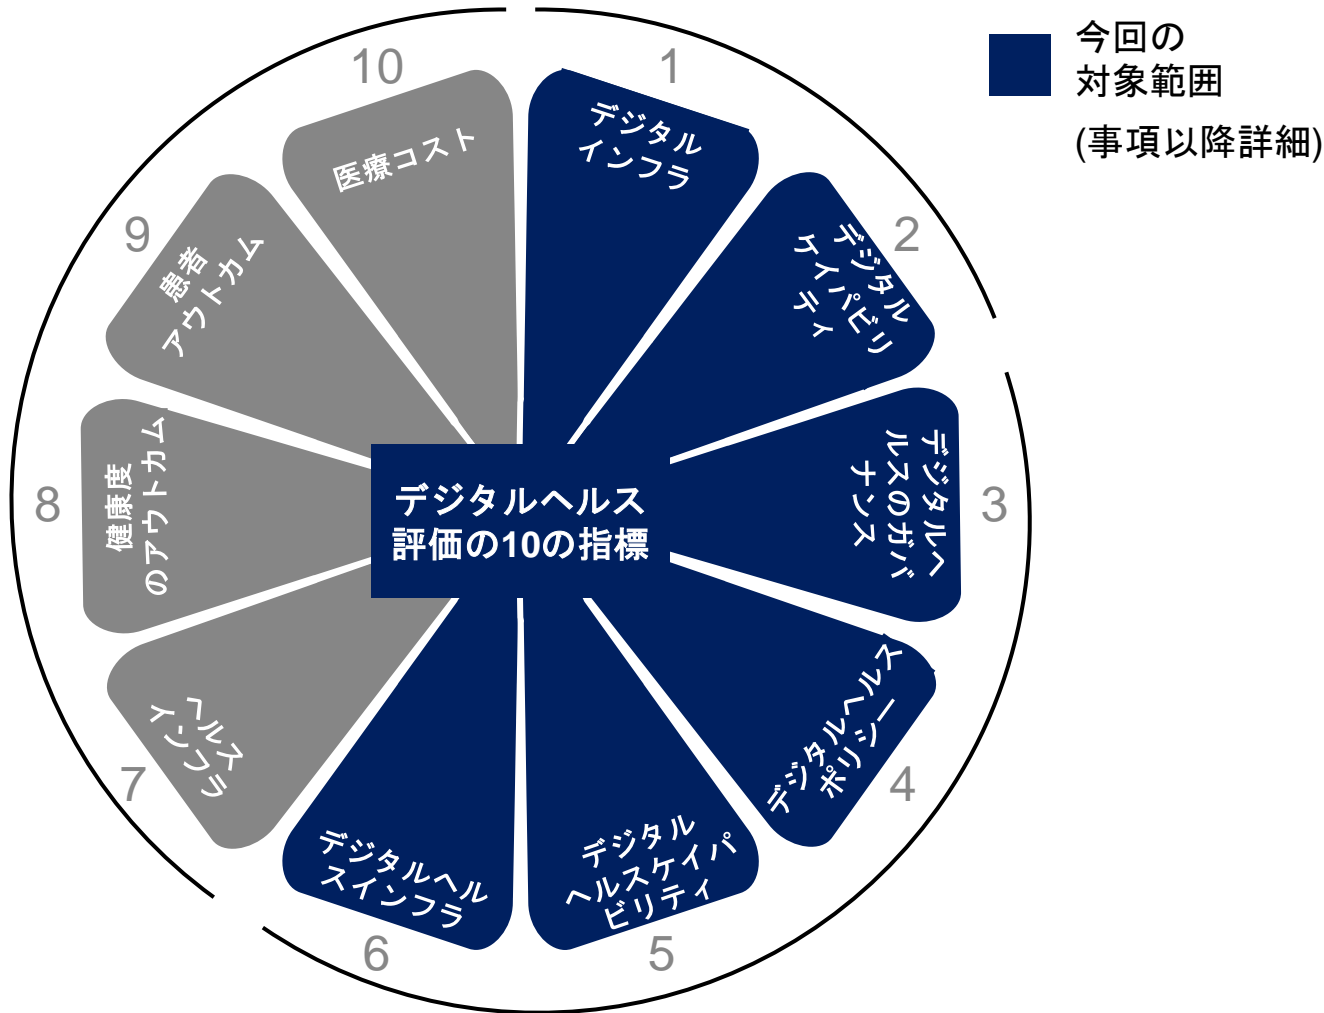 今回の
対象範囲
(事項以降詳細)
1
デジタル
インフラ
2
デジタル
ケイパビリ
ティ
3
デジタルヘ
ルスのガバ
ナンス
4
デジタルヘルス
ポリシー
5
デジタル
ヘルスケイパ
ビリティ
6
デジタルヘル
スインフラ
7
ヘルス
インフラ
8
健康度
のアウトカム
9
患者
アウトカム
10
医療コスト
デジタルヘルス
評価の10の指標